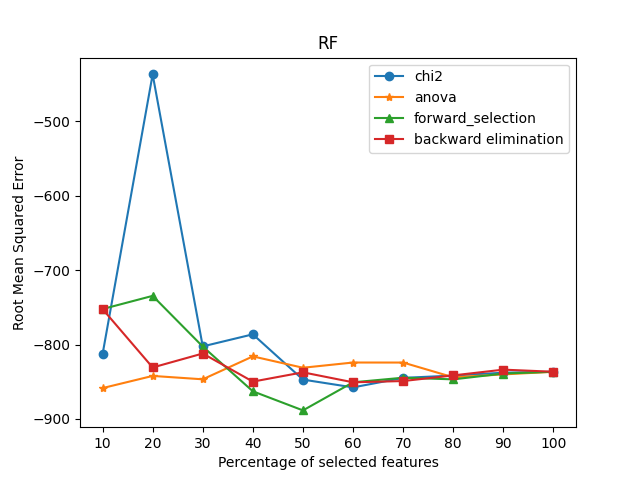 RF
chi2
anova
forward_selection
backward elimination
Root Mean Squared Error
−500
−600
−700
−800
−900
10 20 30 40 50 60 70 80 90 100
Percentage of selected features